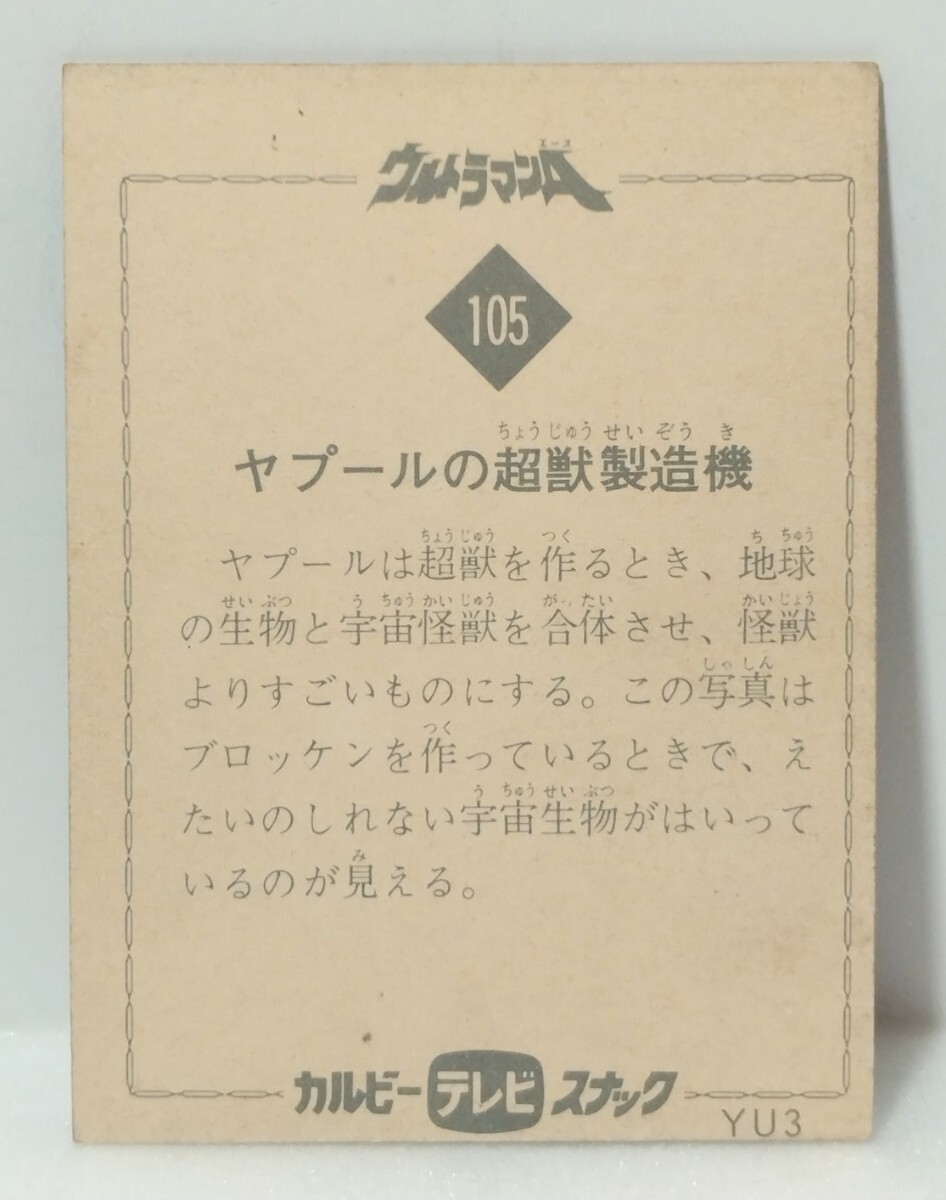 ウルトラマンA
エース
105
ちょうじゅうせいぞうき
ヤプールの超獣製造機
ちょうじゅう つく ち ちゅう
ヤプールは超獣を作るとき、地球
せいぶつ う ちゅうかいじゅう がったい かいじょう
の生物と宇宙怪獣を合体させ、怪獣
しゃしん
よりすごいものにする。この写真は
つく
ブロッケンを作っているときで、え
う ちゅうせいぶつ
たいのしれない宇宙生物がはいって
み
いるのが見える。
カルビーテレビスナック
YU3